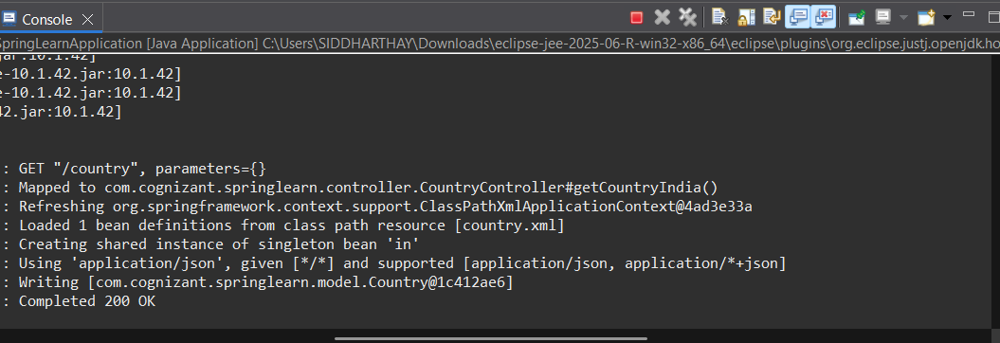 Console
SpringLearnApplication [Java Application] C:\Users\SIDDHARTHAY\Downloads\eclipse-jee-2025-06-R-win32-x86_64\eclipse\plugins\org.eclipse.justj.openjdk.ho
jar:10.1.42]
e-10.1.42.jar:10.1.42]
e-10.1.42.jar:10.1.42]
42.jar:10.1.42]
: GET "/country", parameters={}
: Mapped to com.cognizant.springlearn.controller.CountryController#getCountryIndia()
: Refreshing org.springframework.context.support.ClassPathXmlApplicationContext@4ad3e33a
: Loaded 1 bean definitions from class path resource [country.xml]
: Creating shared instance of singleton bean 'in'
: Using 'application/json', given [*/*] and supported [application/json, application/*+json]
: Writing [com.cognizant.springlearn.model.Country@1c412ae6]
: Completed 200 OK